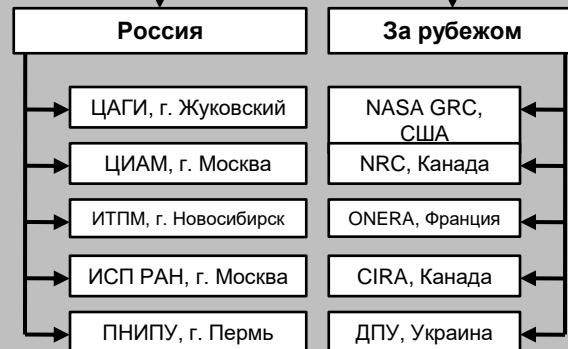 Россия
За рубежом
ЦАГИ, г. Жуковский
NASA GRC,
США
ЦИАМ, г. Москва
NRC, Канада
ИТПМ, г. Новосибирск
ONERA, Франция
ИСП РАН, г. Москва
CIRA, Канада
ПНИПУ, г. Пермь
ДПУ, Украина